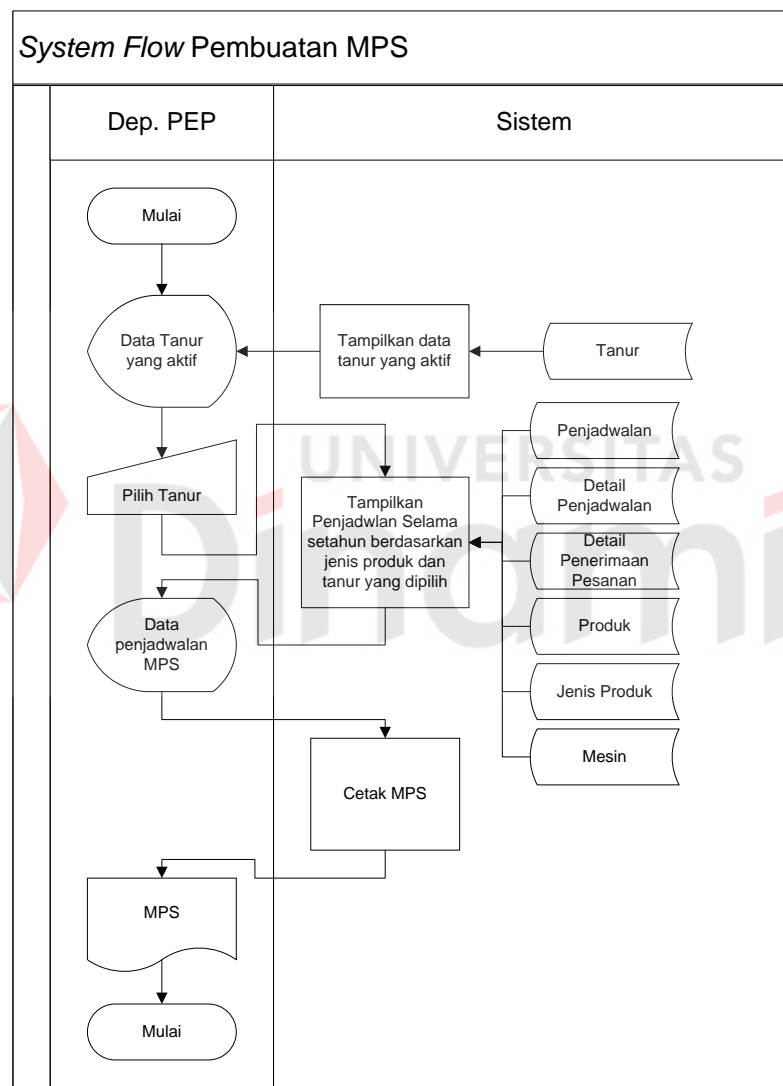 System Flow Pembuatan MPS
Dep. PEP
Sistem
Mulai
Data Tanur
yang aktif
Tampilkan data
tanur yang aktif
Tanur
Penjadwalan
Pilih Tanur
Tampilkan
Penjadwlan Selama
setahun berdasarkan
jenis produk dan
tanur yang dipilih
Detail
Penjadwalan
Detail
Penerimaan
Pesanan
Data
penjadwalan
MPS
Produk
Jenis Produk
Mesin
Cetak MPS
MPS
Mulai
UNIVERSITAS
Dinami